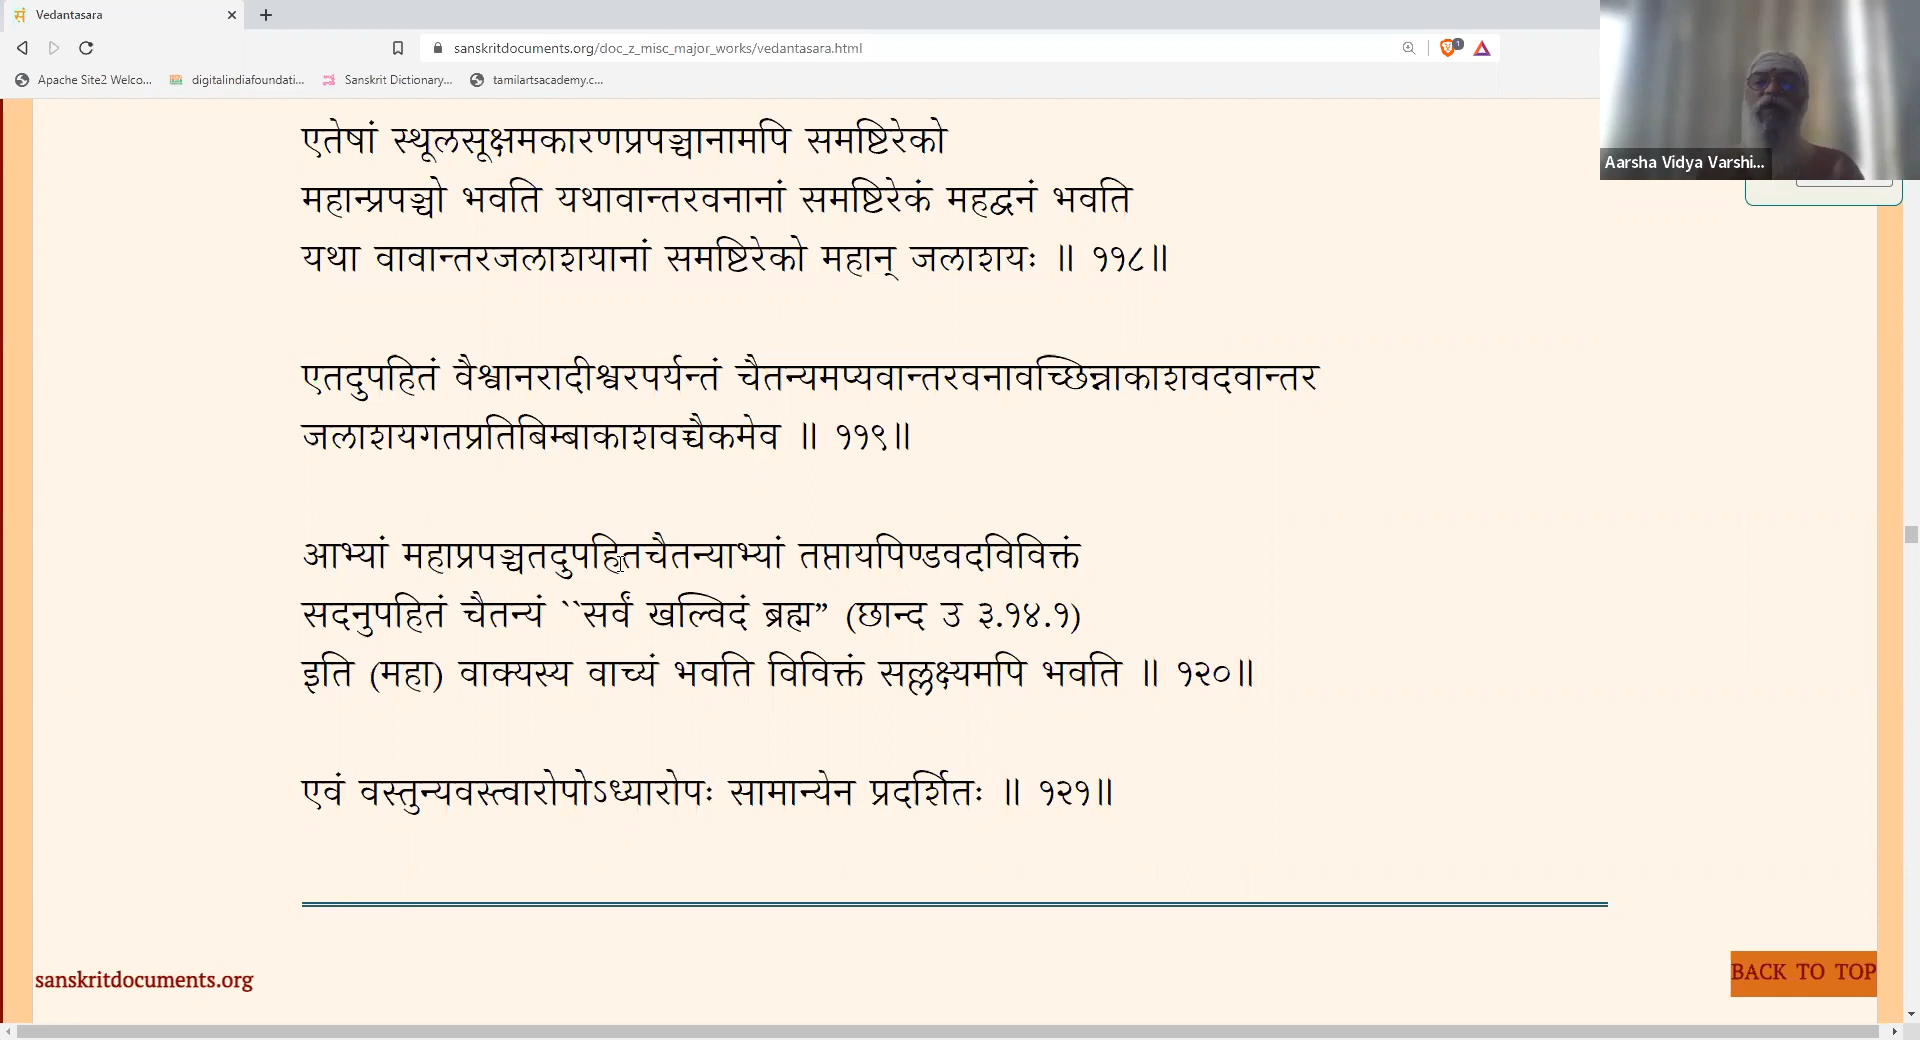 Vedantasara
sanskritdocuments.org/doc_z_misc_major_works/vedantasara.html
1
Apache Site2 Welco... digitalindiafoundati... Sanskrit Dictionary... tamilartsacademy.c...
Aarsha Vidya Varshi...
एतेषां स्थूलसूक्षमकारणप्रपञ्चानामपि समष्टिरेको
महान्प्रपञ्चो भवति यथावान्तरवनानां समष्टिरेकं महद्वनं भवति
यथा वावान्तरजलाशयानां समष्टिरेको महान् जलाशयः ॥ ११८॥
एतदुपहितं वैश्वानरादीश्वरपर्यन्तं चैतन्यमप्यवान्तरवनावच्छिन्नाकाशवदवान्तर
जलाशयगतप्रतिबिम्बाकाशवच्चैकमेव ॥ ११९॥
आभ्यां महाप्रपञ्चतदुपहितचैतन्याभ्यां तप्तायपिण्डवदविविक्तं
सदनुपहितं चैतन्यं ``सर्वं खल्विदं ब्रह्म” (छान्द उ ३.१४.१)
इति (महा) वाक्यस्य वाच्यं भवति विविक्तं सल्लक्ष्यमपि भवति ॥ १२०॥
एवं वस्तुन्यवस्त्वारोपोऽध्यारोपः सामान्येन प्रदर्शितः ॥ १२१॥
sanskritdocuments.org
BACK TO TOP